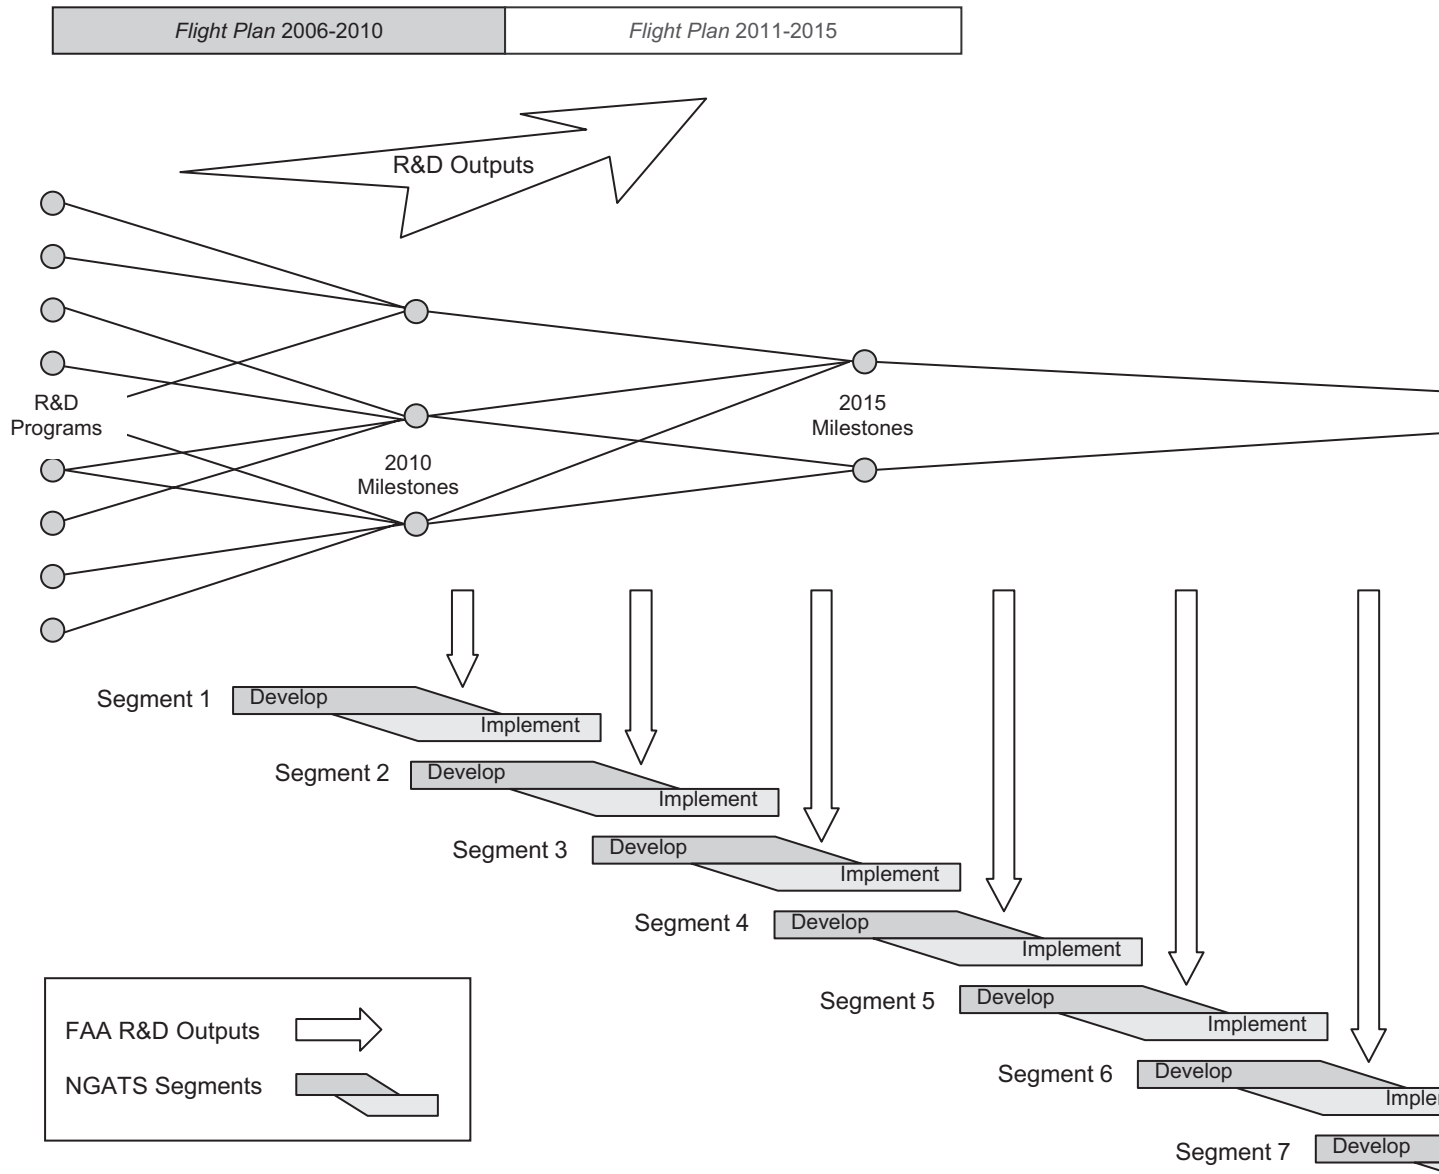 Flight Plan 2006-2010
Flight Plan 2011-2015
R&D Outputs
R&D
Programs
2010
Milestones
2015
Milestones
Segment 1
Develop
Implement
Segment 2
Develop
Implement
Segment 3
Develop
Implement
Segment 4
Develop
Implement
Segment 5
Develop
Implement
Segment 6
Develop
Imple
Segment 7
Develop
FAA R&D Outputs
NGATS Segments